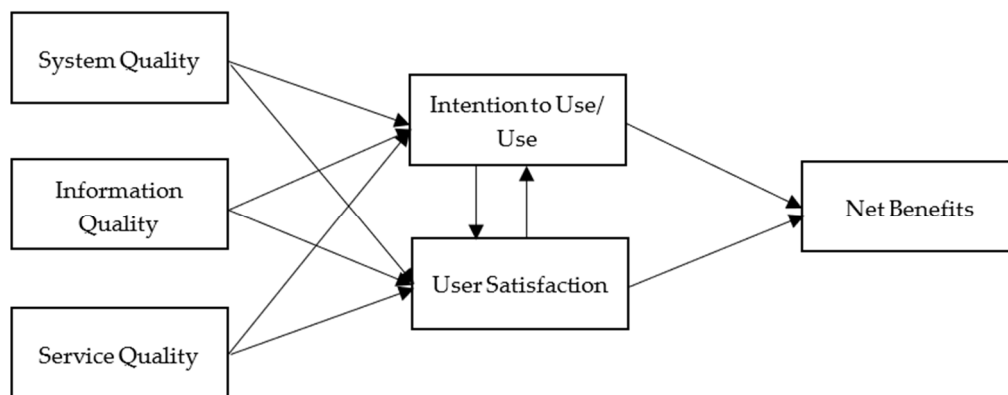 System Quality
Intention to Use/
Use
Information
Quality
Net Benefits
User Satisfaction
Service Quality